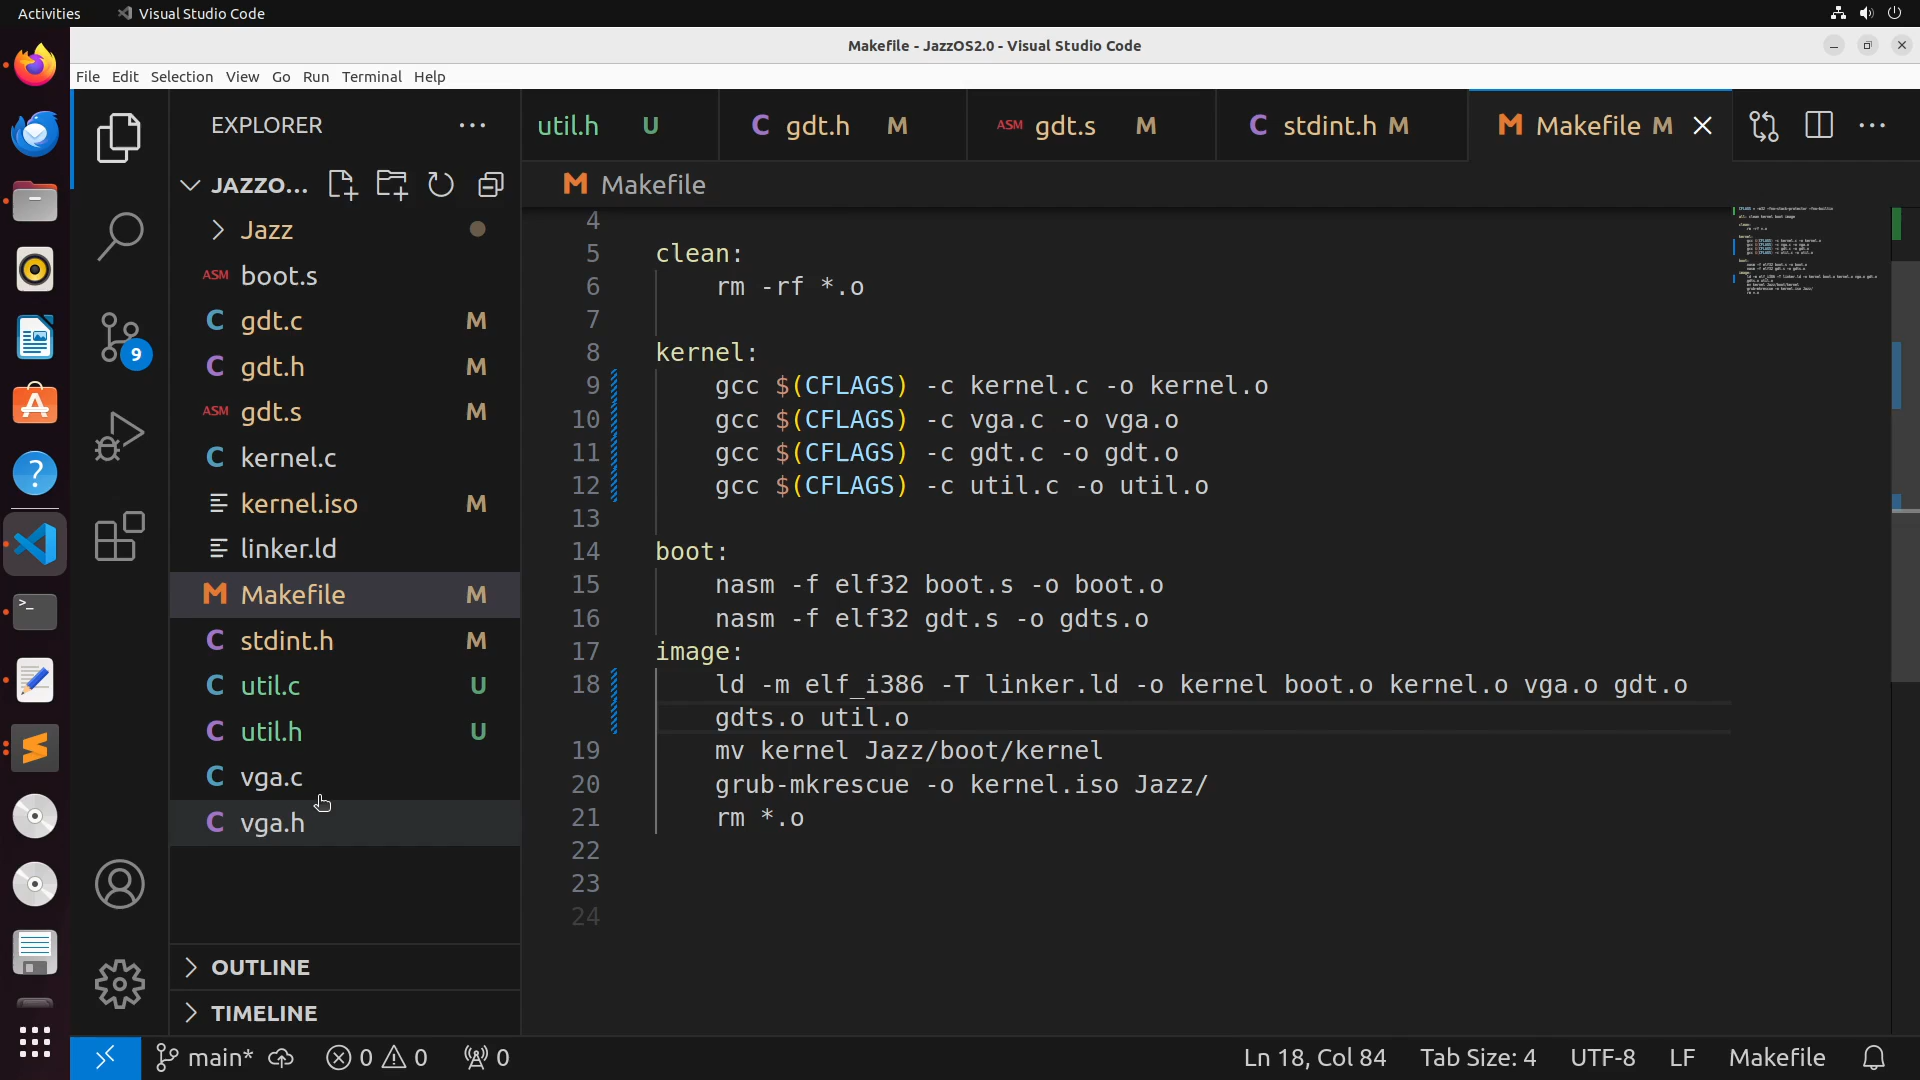 Activities
Visual Studio Code
Makefile - JazzOS2.0 - Visual Studio Code
File Edit Selection View Go Run Terminal Help
EXPLORER
util.h U
C gdt.h M
ASM gdt.s M
C stdint.h M
M Makefile M
JAZZO...
M Makefile
Jazz
ASM boot.s
C gdt.c M
C gdt.h M
ASM gdt.s M
C kernel.c
kernel.iso M
linker.ld
M Makefile M
C stdint.h M
C util.c U
C util.h U
C vga.c
C vga.h
OUTLINE
TIMELINE
9
4
5 clean:
6 rm -rf *.o
7
8 kernel:
9 gcc $(CFLAGS) -c kernel.c -o kernel.o
10 gcc $(CFLAGS) -c vga.c -o vga.o
11 gcc $(CFLAGS) -c gdt.c -o gdt.o
12 gcc $(CFLAGS) -c util.c -o util.o
13
14 boot:
15 nasm -f elf32 boot.s -o boot.o
16 nasm -f elf32 gdt.s -o gdts.o
17 image:
18 ld -m elf_i386 -T linker.ld -o kernel boot.o kernel.o vga.o gdt.o
gdts.o util.o
19 mv kernel Jazz/boot/kernel
20 grub-mkrescue -o kernel.iso Jazz/
21 rm *.o
22
23
24
main* 0 0 0
Ln 18, Col 84 Tab Size: 4 UTF-8 LF Makefile